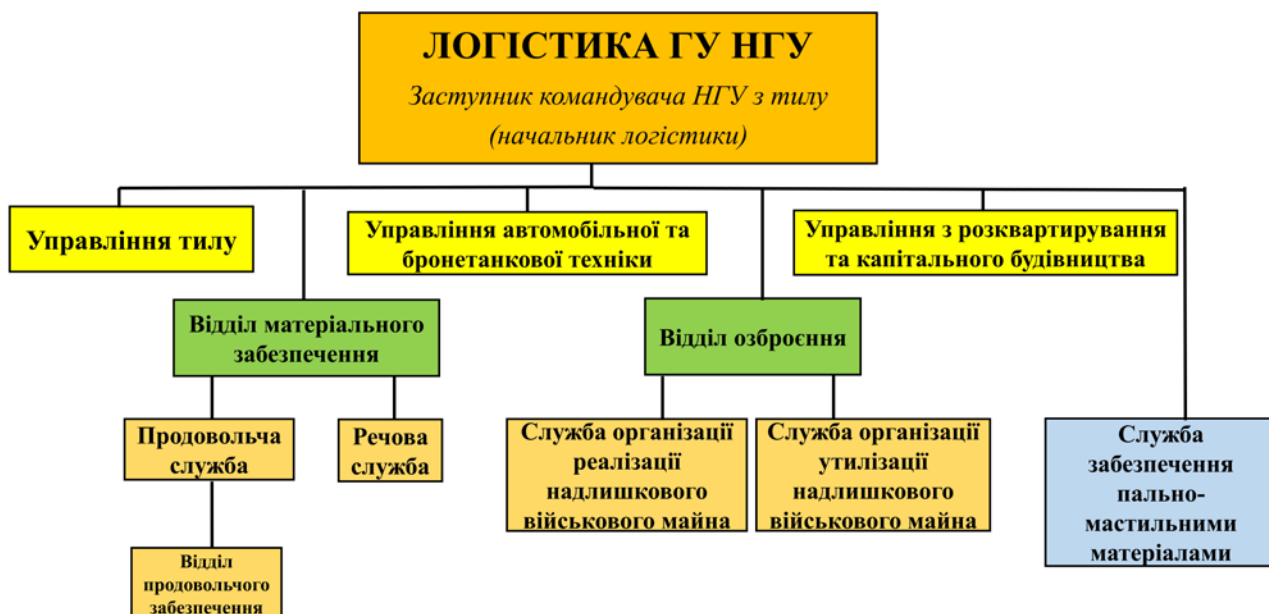 ЛОГІСТИКА ГУ НГУ
Заступник командувача НГУ з тилу
(начальник логістики)
Управління тилу
Управління автомобільної та
бронетанкової техніки
Управління з розквартирування
та капітального будівництва
Відділ матеріального
забезпечення
Відділ озброєння
Продовольча
служба
Речова
служба
Служба організації
реалізації
надлишкового
військового майна
Служба організації
утилізації
надлишкового
військового майна
Служба
забезпечення
пально-
мастильними
матеріалами
Відділ
продовольчого
забезпечення